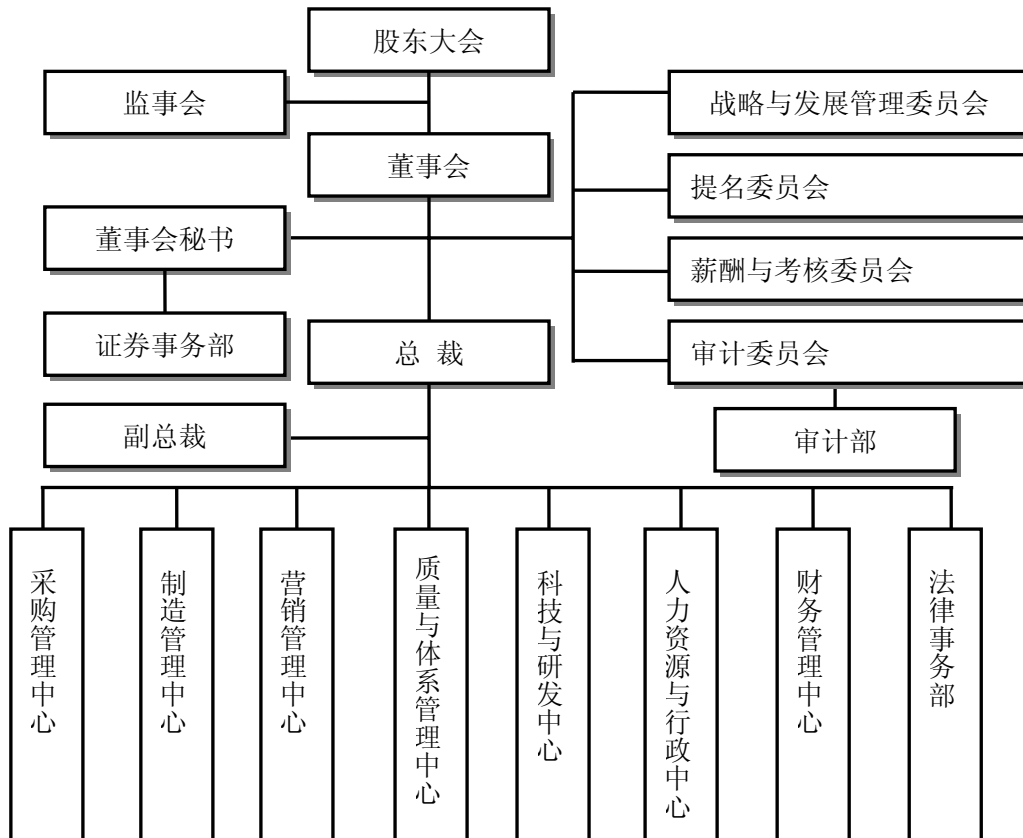 股东大会
监事会
战略与发展管理委员会
董事会
提名委员会
董事会秘书
薪酬与考核委员会
证券事务部
总 裁
审计委员会
副总裁
审计部
采购管理中心
制造管理中心
营销管理中心
质量与体系管理中心
科技与研发中心
人力资源与行政中心
财务管理中心
法律事务部